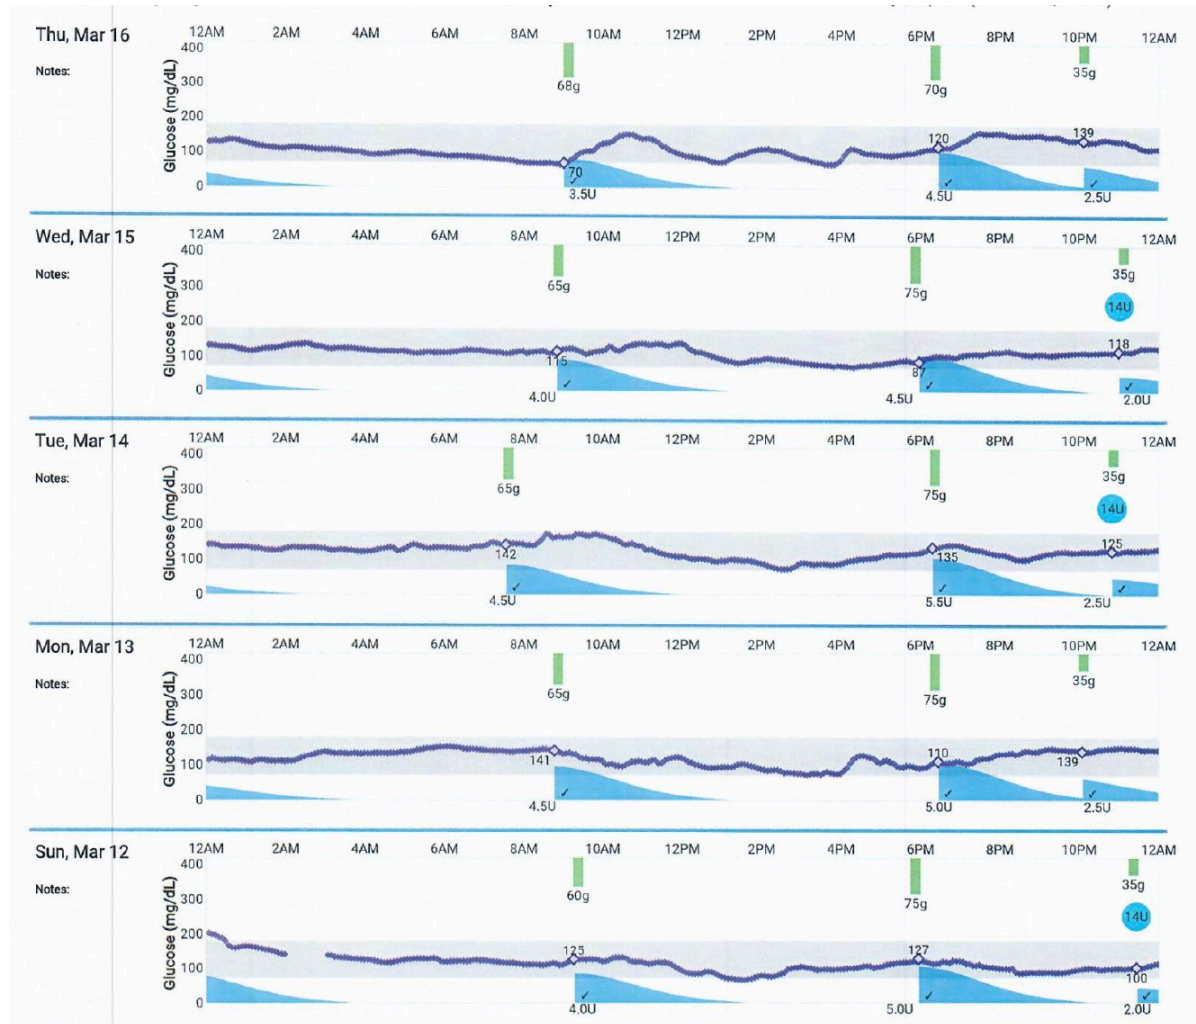 Thu, Mar 16
12AM 2AM 4AM 6AM 8AM 10AM 12PM 2PM 4PM 6PM 8PM 10PM 12AM
Notes:
Glucose (mg/dL)
400
300
200
100
0
68g 70g 35g
70 120 139
3.5U 4.5U 2.5U
Wed, Mar 15
12AM 2AM 4AM 6AM 8AM 10AM 12PM 2PM 4PM 6PM 8PM 10PM 12AM
Notes:
Glucose (mg/dL)
400
300
200
100
0
65g 75g 35g
14U
115 87 118
4.0U 4.5U 2.0U
Tue, Mar 14
12AM 2AM 4AM 6AM 8AM 10AM 12PM 2PM 4PM 6PM 8PM 10PM 12AM
Notes:
Glucose (mg/dL)
400
300
200
100
0
65g 75g 35g
14U
142 135 125
4.5U 5.5U 2.5U
Mon, Mar 13
12AM 2AM 4AM 6AM 8AM 10AM 12PM 2PM 4PM 6PM 8PM 10PM 12AM
Notes:
Glucose (mg/dL)
400
300
200
100
0
65g 75g 35g
141 110 139
4.5U 5.0U 2.5U
Sun, Mar 12
12AM 2AM 4AM 6AM 8AM 10AM 12PM 2PM 4PM 6PM 8PM 10PM 12AM
Notes:
Glucose (mg/dL)
400
300
200
100
0
60g 75g 35g
14U
125 127 100
4.0U 5.0U 2.0U